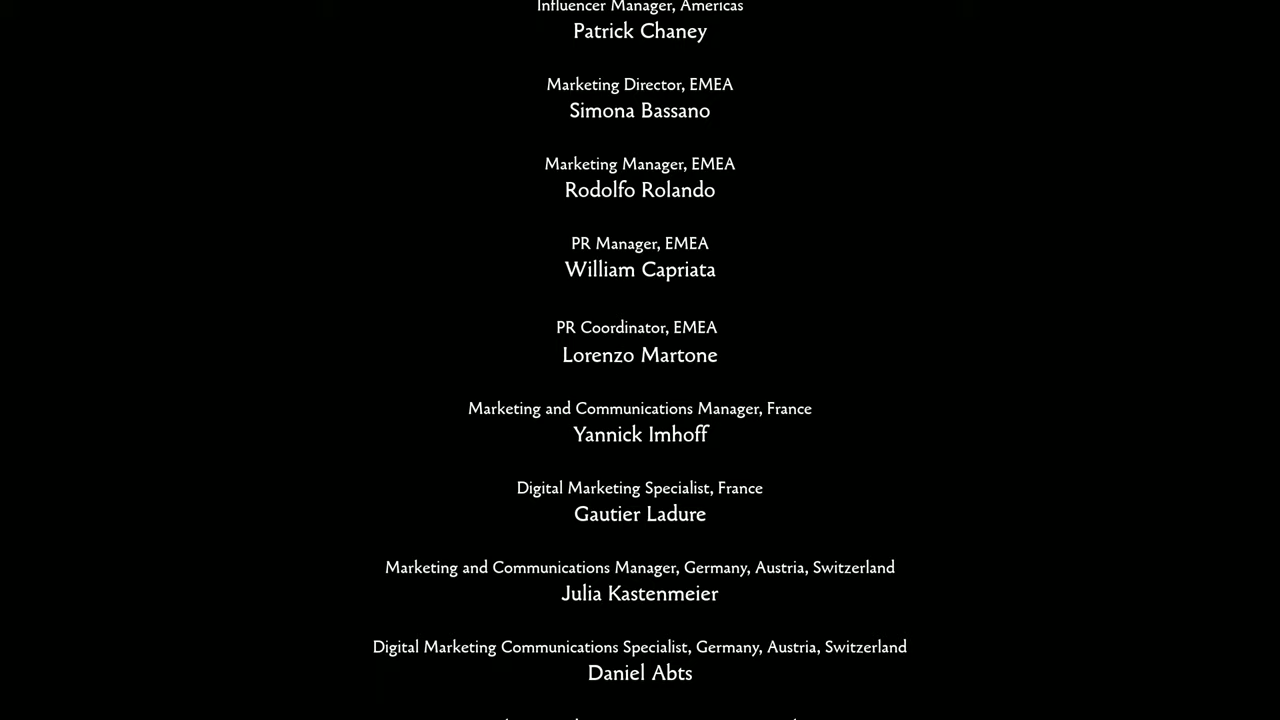 Influencer Manager, Americas
Patrick Chaney
Marketing Director, EMEA
Simona Bassano
Marketing Manager, EMEA
Rodolfo Rolando
PR Manager, EMEA
William Capriata
PR Coordinator, EMEA
Lorenzo Martone
Marketing and Communications Manager, France
Yannick Imhoff
Digital Marketing Specialist, France
Gautier Ladure
Marketing and Communications Manager, Germany, Austria, Switzerland
Julia Kastenmeier
Digital Marketing Communications Specialist, Germany, Austria, Switzerland
Daniel Abts